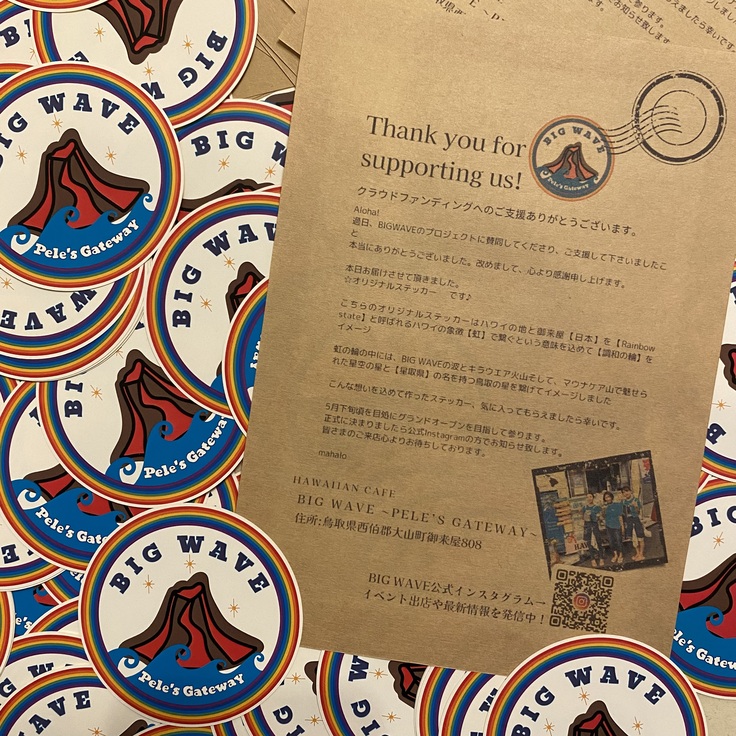 Thank you for
supporting us!
BIG WAVE
Pele's Gateway
クラウドファンディングへのご支援ありがとうございます。
Aloha!
過日、BIGWAVEのプロジェクトに賛同してくださり、ご支援して下さいましたこ
と
本当にありがとうございました。改めまして、心より感謝申し上げます。
本日お届けさせて頂きました。
☆オリジナルステッカー　です♪
こちらのオリジナルステッカーはハワイの地と御来屋【日本】を【Rainbow
state】と呼ばれるハワイの象徴【虹】で繋ぐという意味を込めて【調和の輪】を
イメージ
虹の輪の中には、BIG WAVEの波とキラウエア火山そして、マウナケア山で魅せら
れた星空の星と【星取県】の名を持つ鳥取の星を繋げてイメージしました
こんな想いを込めて作ったステッカー、気に入ってもらえましたら幸いです。
5月下旬頃を目処にグランドオープンを目指して参ります。
正式に決まりましたら公式Instagramの方でお知らせ致します。
皆さまのご来店心よりお待ちしております。
mahalo
HAWAIIAN CAFE
BIG WAVE ~PELE'S GATEWAY~
住所:鳥取県西伯郡大山町御来屋808
BIG WAVE公式インスタグラムー
イベント出店や最新情報を発信中！
BIG WAVE
Pele's Gateway
BIG WAVE
BIG WAVE
BIG WAVE
Pele's Gateway
BIG WAVE
Pele's Gateway
BIG WAVE
BIG WAVE